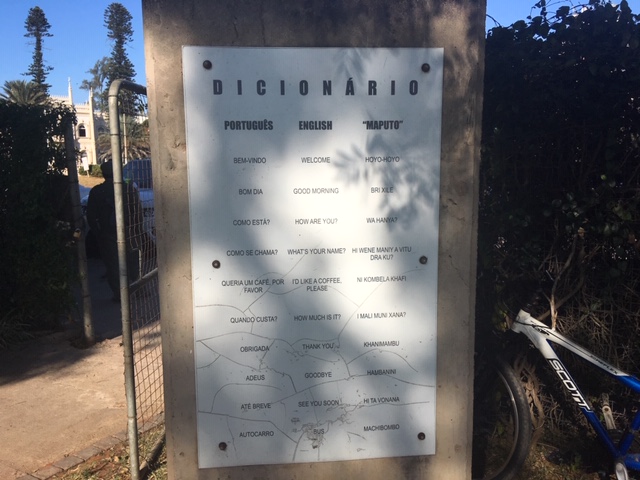 DICIONÁRIO
PORTUGUÊS ENGLISH "MAPUTO"
BEM-VINDO WELCOME HOYO-HOYO
BOM DIA GOOD MORNING BRI XILE
COMO ESTÁ? HOW ARE YOU? WA HANYA?
COMO SE CHAMA? WHAT'S YOUR NAME? HI WENE MANIY A VITU DRA KU?
QUERIA UM CAFÉ, POR FAVOR I'D LIKE A COFFEE, PLEASE NI KOMBELA KHAFI
QUANDO CUSTA? HOW MUCH IS IT? I MALI MUNI XANA?
OBRIGADA THANK YOU KHANIMAMBU
ADEUS GOODBYE HAMBANINI
ATÉ BREVE SEE YOU SOON HI TA VONANA
AUTOCARRO BUS MACHIBOMBO
SCOTT